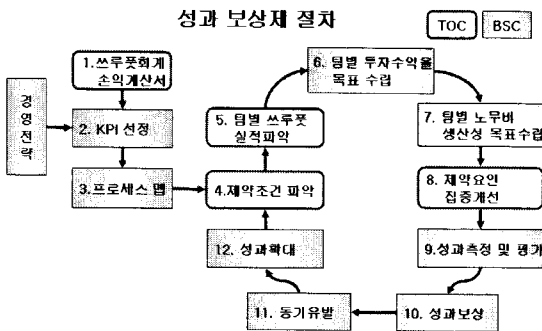 성과 보상제 절차
TOC
BSC
경영전략
1.쓰루풋회계
손익계산서
2. KPI 선정
3.프로세스 맵
4.제약조건 파악
5. 팀별 쓰루풋
실적파악
6. 팀별 투자수익율
목표 수립
7. 팀별 노무비
생산성 목표수립
8. 제약요인
집중개선
9.성과측정 및 평가
10. 성과보상
11. 동기유발
12. 성과확대